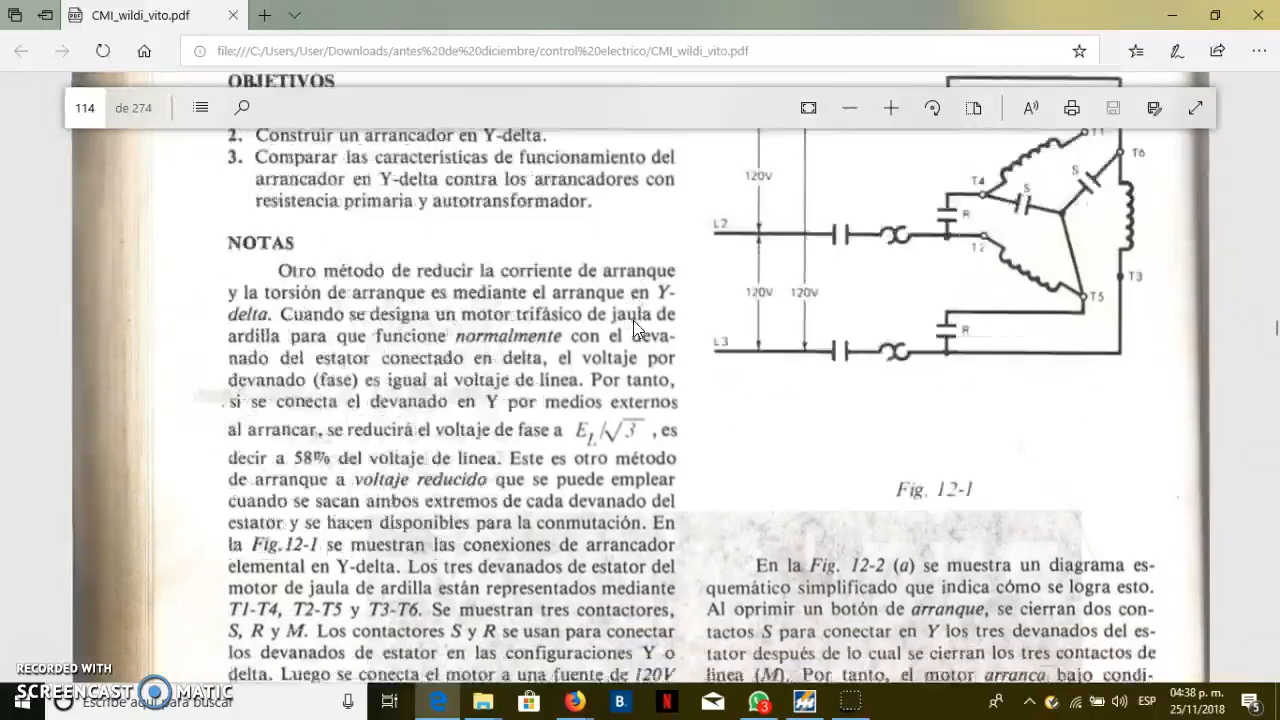 CMI_wildi_vito.pdf
file:///C:/Users/User/Downloads/antes%20de%20diciembre/control%20electrico/CMI_wildi_vito.pdf
OBJETIVOS
114 de 274
2. Construir un arrancador en Y-delta.
3. Comparar las características de funcionamiento del
arrancador en Y-delta contra los arrancadores con
resistencia primaria y autotransformador.
NOTAS
Otro método de reducir la corriente de arranque
y la torsión de arranque es mediante el arranque en Y-
delta. Cuando se designa un motor trifásico de jaula de
ardilla para que funcione normalmente con el deva-
nado del estator conectado en delta, el voltaje por
devanado (fase) es igual al voltaje de línea. Por tanto,
si se conecta el devanado en Y por medios externos
al arrancar, se reducirá el voltaje de fase a E_L/√3, es
decir a 58% del voltaje de línea. Este es otro método
de arranque a voltaje reducido que se puede emplear
cuando se sacan ambos extremos de cada devanado del
estator y se hacen disponibles para la conmutación. En
la Fig. 12-1 se muestran las conexiones de arrancador
elemental en Y-delta. Los tres devanados de estator del
motor de jaula de ardilla están representados mediante
T1-T4, T2-T5 y T3-T6. Se muestran tres contactores,
S, R y M. Los contactores S y R se usan para conectar
los devanados de estator en las configuraciones Y o
delta. Luego se conecta el motor a una fuente de 120V
T1
T6
120V
T4
S
S
R
L2
T2
T3
120V
120V
T5
R
L3
Fig. 12-1
En la Fig. 12-2 (a) se muestra un diagrama es-
quemático simplificado que indica cómo se logra esto.
Al oprimir un botón de arranque, se cierran dos con-
tactos S para conectar en Y los tres devanados del es-
tator después de lo cual se cierran los tres contactos de
línea (M). Por tanto, el motor arranca bajo condi-
RECORDED WITH
SCREENCAST MATIC
Escribe aquí para buscar
B.
N
3
ESP
04:38 p. m.
25/11/2018
5